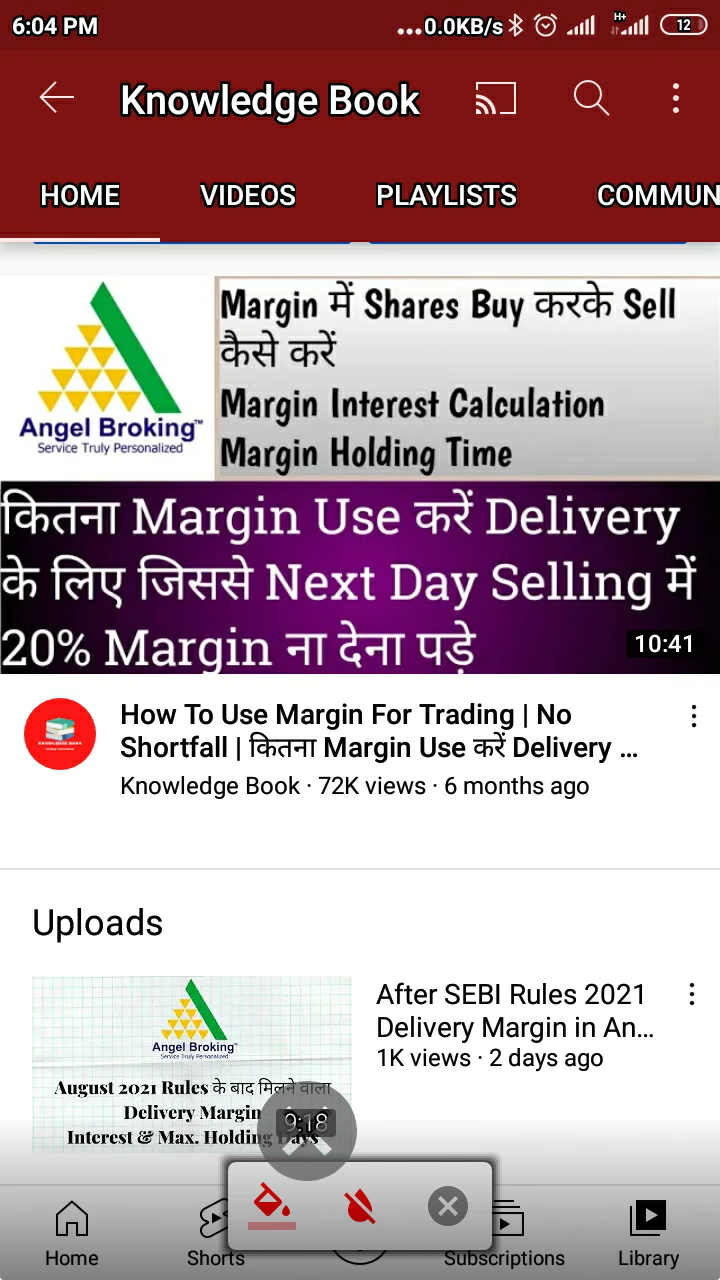 6:04 PM
...0.0KB/s
H+
12
Knowledge Book
HOME
VIDEOS
PLAYLISTS
COMMUN
Angel Broking™
Service Truly Personalized
Margin में Shares Buy करके Sell
कैसे करें
Margin Interest Calculation
Margin Holding Time
कितना Margin Use करें Delivery
के लिए जिससे Next Day Selling में
20% Margin ना देना पड़े
10:41
How To Use Margin For Trading | No
Shortfall | कितना Margin Use करें Delivery ...
Knowledge Book · 72K views · 6 months ago
Uploads
Angel Broking™
Service Truly Personalized
August 2021 Rules के बाद मिलने वाला
Delivery Margin
Interest & Max. Holding Days
9:18
After SEBI Rules 2021
Delivery Margin in An...
1K views · 2 days ago
Home
Shorts
Subscriptions
Library